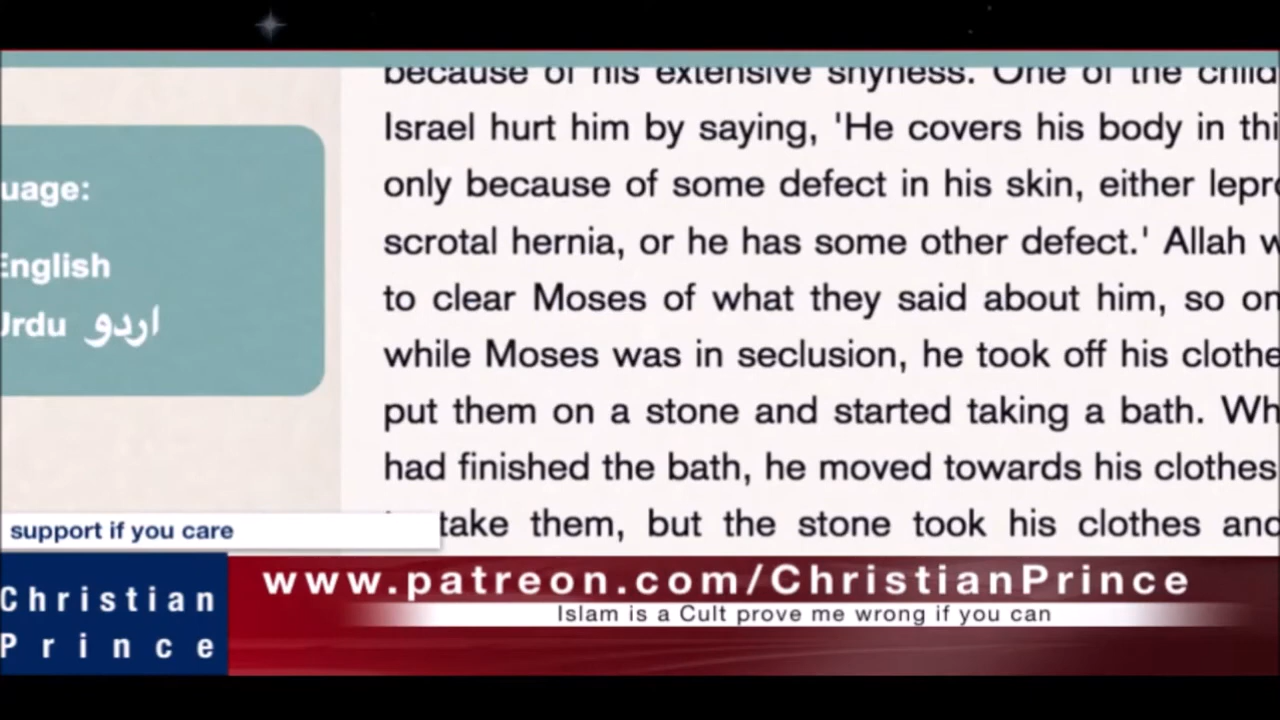 because of his extensive shyness. One of the child
Israel hurt him by saying, 'He covers his body in thi
only because of some defect in his skin, either lepro
scrotal hernia, or he has some other defect.' Allah w
to clear Moses of what they said about him, so on
while Moses was in seclusion, he took off his clothe
put them on a stone and started taking a bath. Wh
had finished the bath, he moved towards his clothes
take them, but the stone took his clothes and
uage:
English
Urdu اردو
support if you care
Christian
Prince
www.patreon.com/ChristianPrince
Islam is a Cult prove me wrong if you can